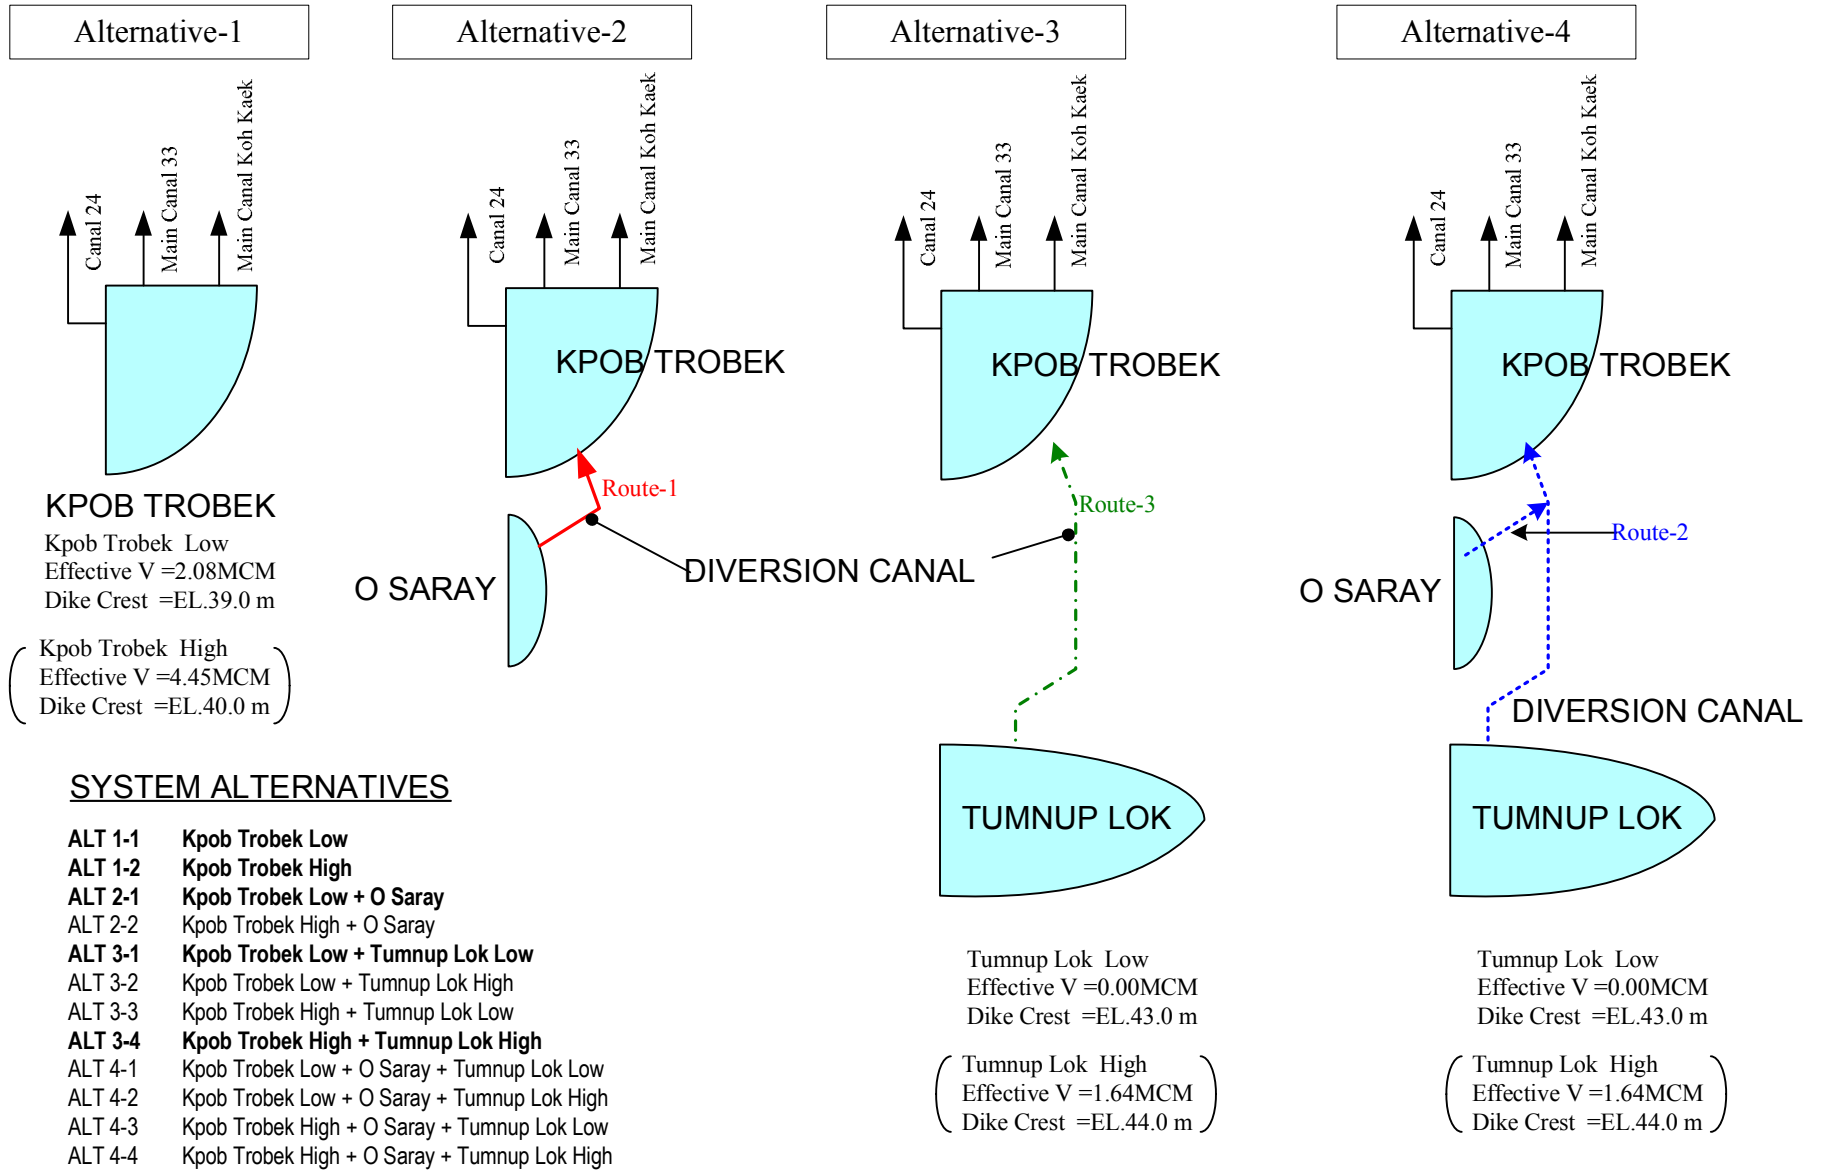 Alternative-1
Alternative-2
Alternative-3
Alternative-4
Canal 24
Main Canal 33
Main Canal Koh Kaek
Canal 24
Main Canal 33
Main Canal Koh Kaek
Canal 24
Main Canal 33
Main Canal Koh Kaek
Canal 24
Main Canal 33
Main Canal Koh Kaek
KPOB TROBEK
KPOB TROBEK
KPOB TROBEK
KPOB TROBEK
Kpob Trobek Low
Effective V =2.08MCM
Dike Crest =EL.39.0 m
Kpob Trobek High
Effective V =4.45MCM
Dike Crest =EL.40.0 m
Route-1
Route-3
Route-2
O SARAY
DIVERSION CANAL
O SARAY
DIVERSION CANAL
TUMNUP LOK
TUMNUP LOK
SYSTEM ALTERNATIVES
ALT 1-1 Kpob Trobek Low
ALT 1-2 Kpob Trobek High
ALT 2-1 Kpob Trobek Low + O Saray
ALT 2-2 Kpob Trobek High + O Saray
ALT 3-1 Kpob Trobek Low + Tumnup Lok Low
ALT 3-2 Kpob Trobek Low + Tumnup Lok High
ALT 3-3 Kpob Trobek High + Tumnup Lok Low
ALT 3-4 Kpob Trobek High + Tumnup Lok High
ALT 4-1 Kpob Trobek Low + O Saray + Tumnup Lok Low
ALT 4-2 Kpob Trobek Low + O Saray + Tumnup Lok High
ALT 4-3 Kpob Trobek High + O Saray + Tumnup Lok Low
ALT 4-4 Kpob Trobek High + O Saray + Tumnup Lok High
Tumnup Lok Low
Effective V =0.00MCM
Dike Crest =EL.43.0 m
Tumnup Lok High
Effective V =1.64MCM
Dike Crest =EL.44.0 m
Tumnup Lok Low
Effective V =0.00MCM
Dike Crest =EL.43.0 m
Tumnup Lok High
Effective V =1.64MCM
Dike Crest =EL.44.0 m